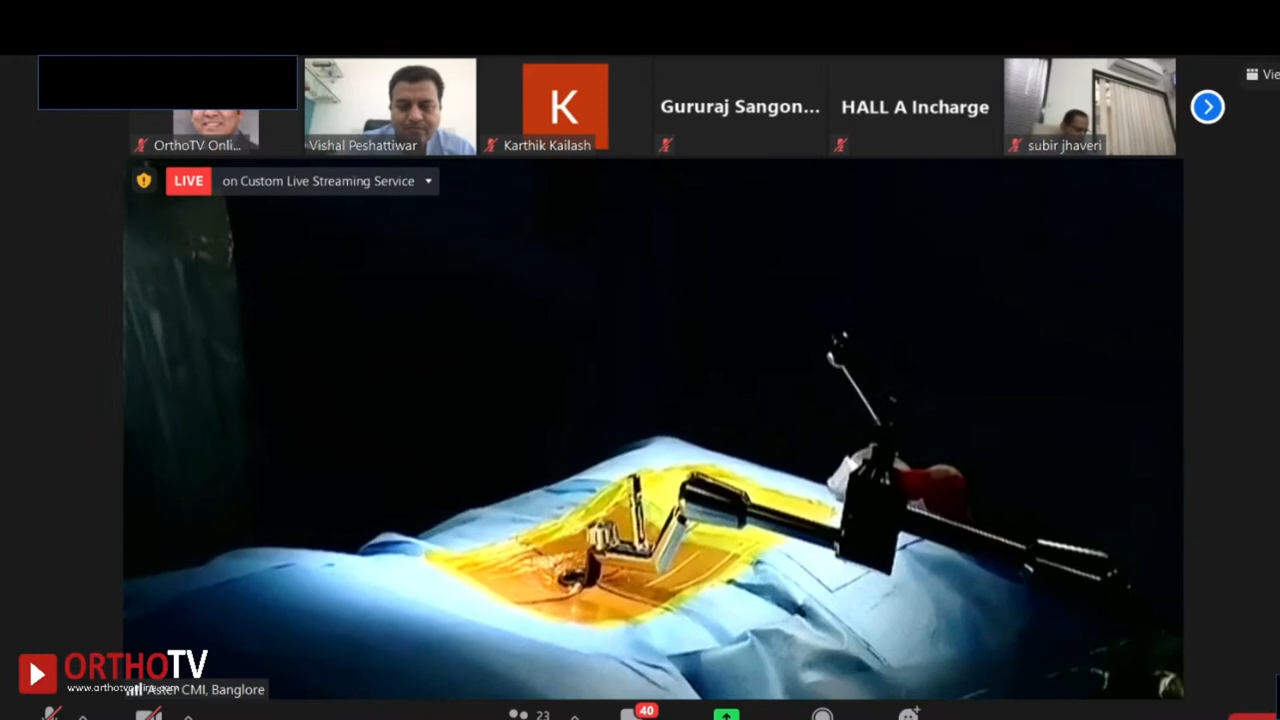 View
OrthoTV Onli...
Vishal Peshattiwar
K
Karthik Kailash
Gururaj Sangon...
HALL A Incharge
subir jhaveri
LIVE on Custom Live Streaming Service
ORTHOTV
Aster CMI, Banglore
23
40